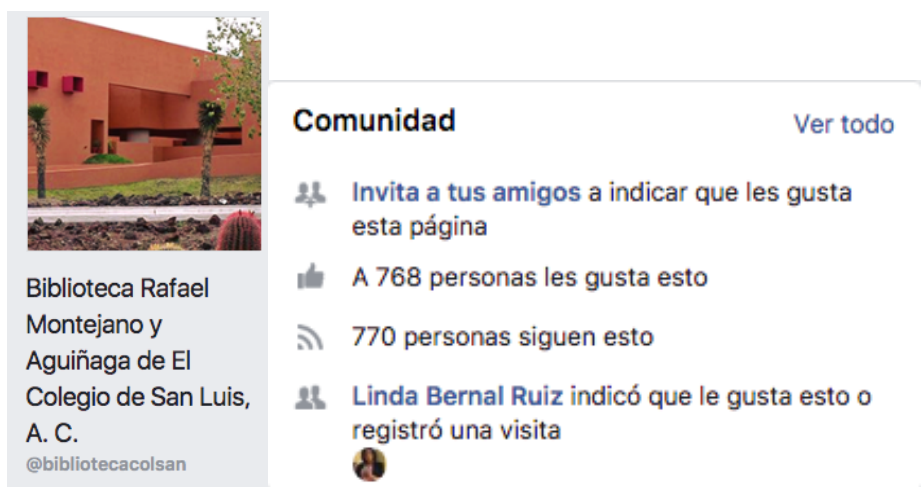 Biblioteca Rafael
Montejano y
Aguiñaga de El
Colegio de San Luis,
A. C.
@bibliotecacolsan
Comunidad
Ver todo
Invita a tus amigos a indicar que les gusta
esta página
A 768 personas les gusta esto
770 personas siguen esto
Linda Bernal Ruiz indicó que le gusta esto o
registró una visita